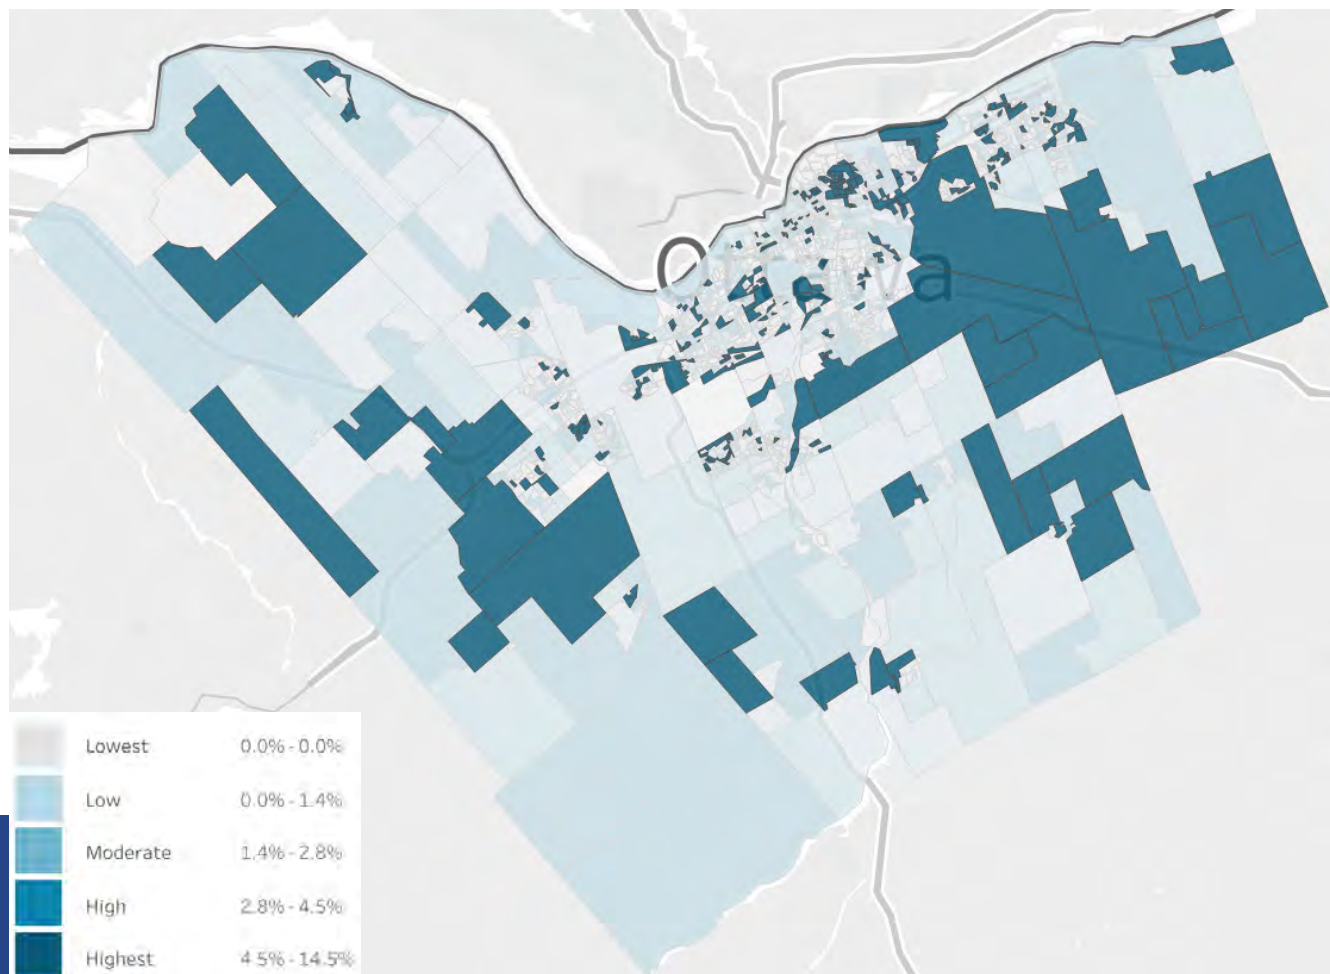 Ottawa
Lowest 0.0% - 0.0%
Low 0.0% - 1.4%
Moderate 1.4% - 2.8%
High 2.8% - 4.5%
Highest 4.5% - 14.5%